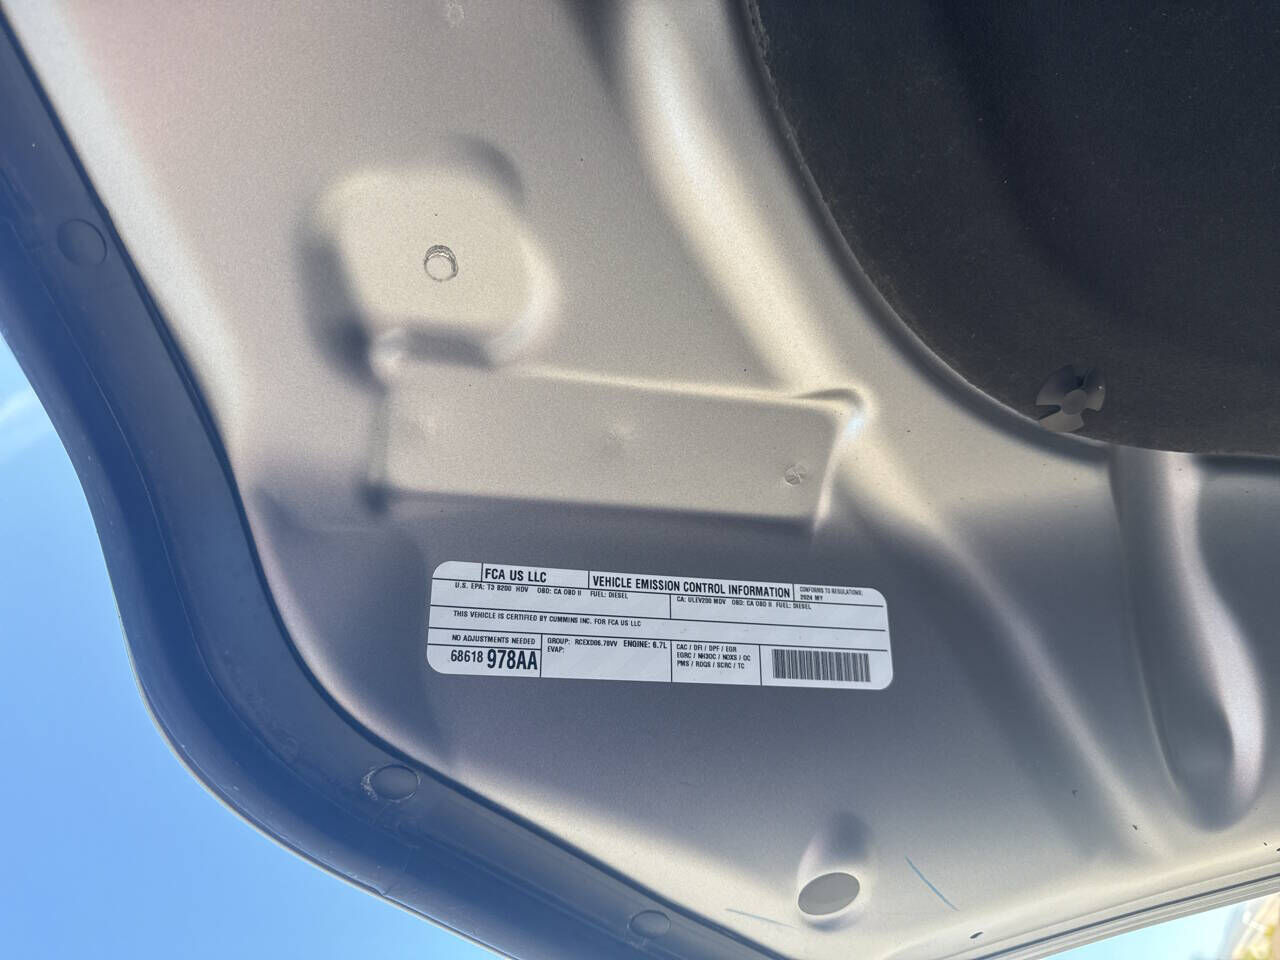 FCA US LLC VEHICLE EMISSION CONTROL INFORMATION CONFORMS TO REGULATIONS:
2024 MY
U.S. EPA: T3 B200 HDV OBD: CA OBD II FUEL: DIESEL CA: ULEV200 MDV OBD: CA OBD II FUEL: DIESEL
THIS VEHICLE IS CERTIFIED BY CUMMINS INC. FOR FCA US LLC
NO ADJUSTMENTS NEEDED
68618 978AA
GROUP: RCEXD06.78VV ENGINE: 6.7L
EVAP:
CAC / DFI / DPF / EGR
EGRC / NH3OC / NOXS / OC
PMS / RDQS / SCRC / TC